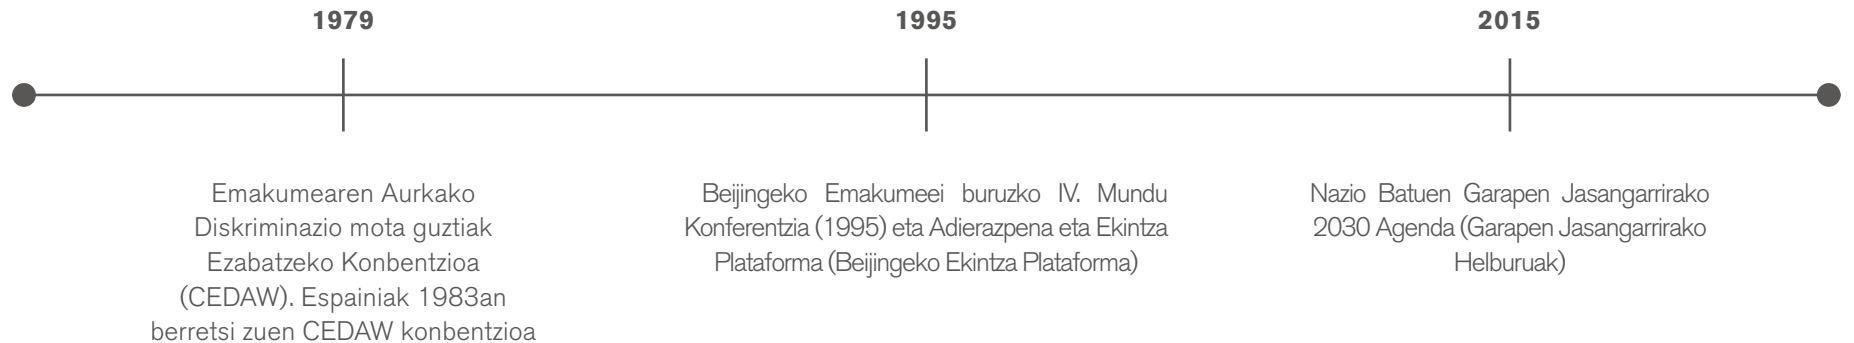 1979
1995
2015
Emakumearen Aurkako
Diskriminazio mota guztiak
Ezabatzeko Konbentzioa
(CEDAW). Espainiak 1983an
berretsi zuen CEDAW konbentzioa
Beijingeko Emakumeei buruzko IV. Mundu
Konferentzia (1995) eta Adierazpena eta Ekintza
Plataforma (Beijingeko Ekintza Plataforma)
Nazio Batuen Garapen Jasangarrirako
2030 Agenda (Garapen Jasangarrirako
Helburuak)